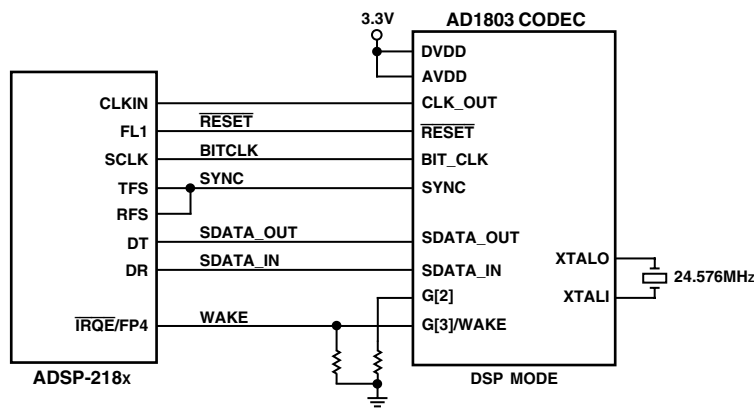 3.3V
AD1803 CODEC
DVDD
AVDD
CLKIN
CLK_OUT
FL1
RESET
RESET
SCLK
BITCLK
BIT_CLK
TFS
SYNC
SYNC
RFS
DT
SDATA_OUT
SDATA_OUT
DR
SDATA_IN
SDATA_IN
XTALO
24.576MHz
XTALI
G[2]
IRQE/FP4
WAKE
G[3]/WAKE
ADSP-218x
DSP MODE